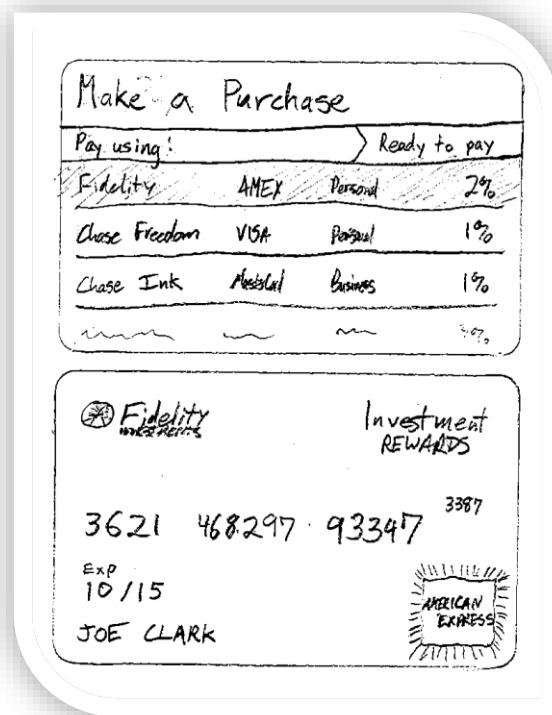 Make a Purchase
Pay using: Ready to pay
Fidelity AMEX Personal 2%
Chase Freedom VISA Personal 1%
Chase Ink MasterCard Business 1%
Fidelity Investment
INVESTMENTS REWARDS
3387
3621 468297 93347
Exp
10/15
AMERICAN
EXPRESS
JOE CLARK